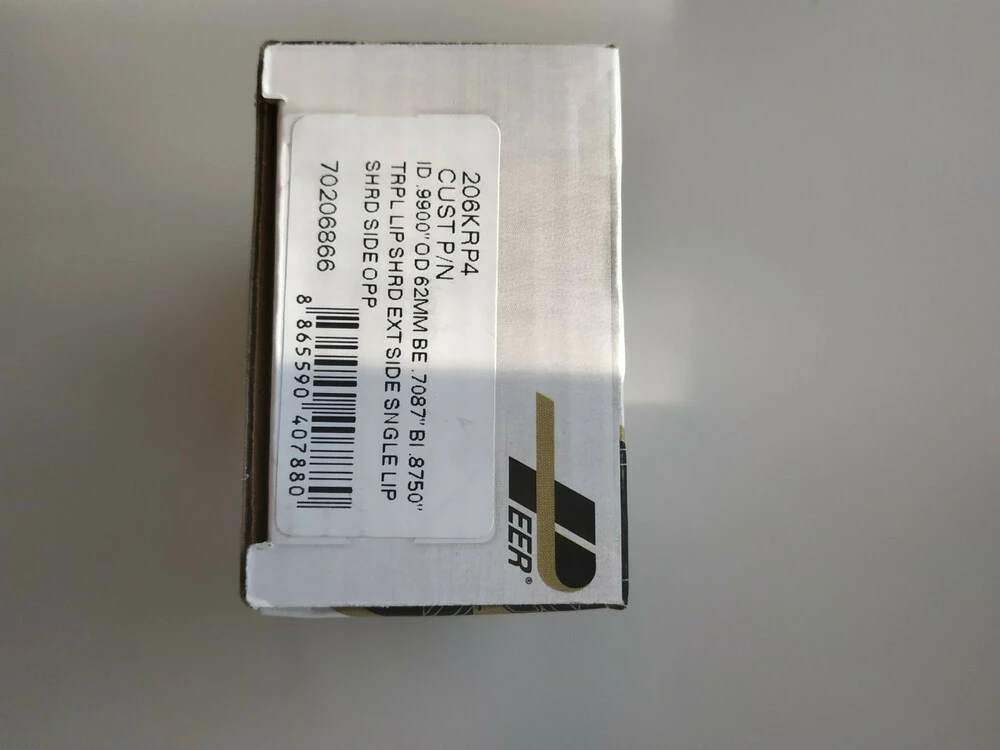 206KRP4
CUST P/N
ID .9900" OD 62MM BE .7087" BI .8750"
TRPL LIP SHRD EXT SIDE SNGLE LIP
SHRD SIDE OPP
70206866
8 865590 407880
PEER®